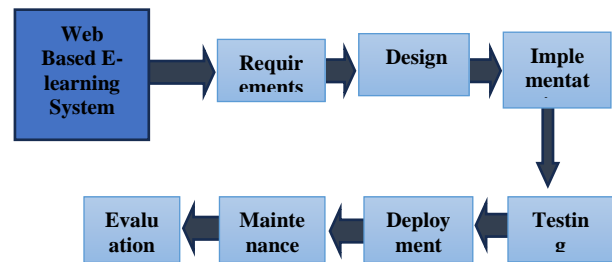 Web
Based E-
learning
System
Requir
ements
Design
Imple
mentat
Testin
g
Deploy
ment
Mainte
nance
Evalu
ation